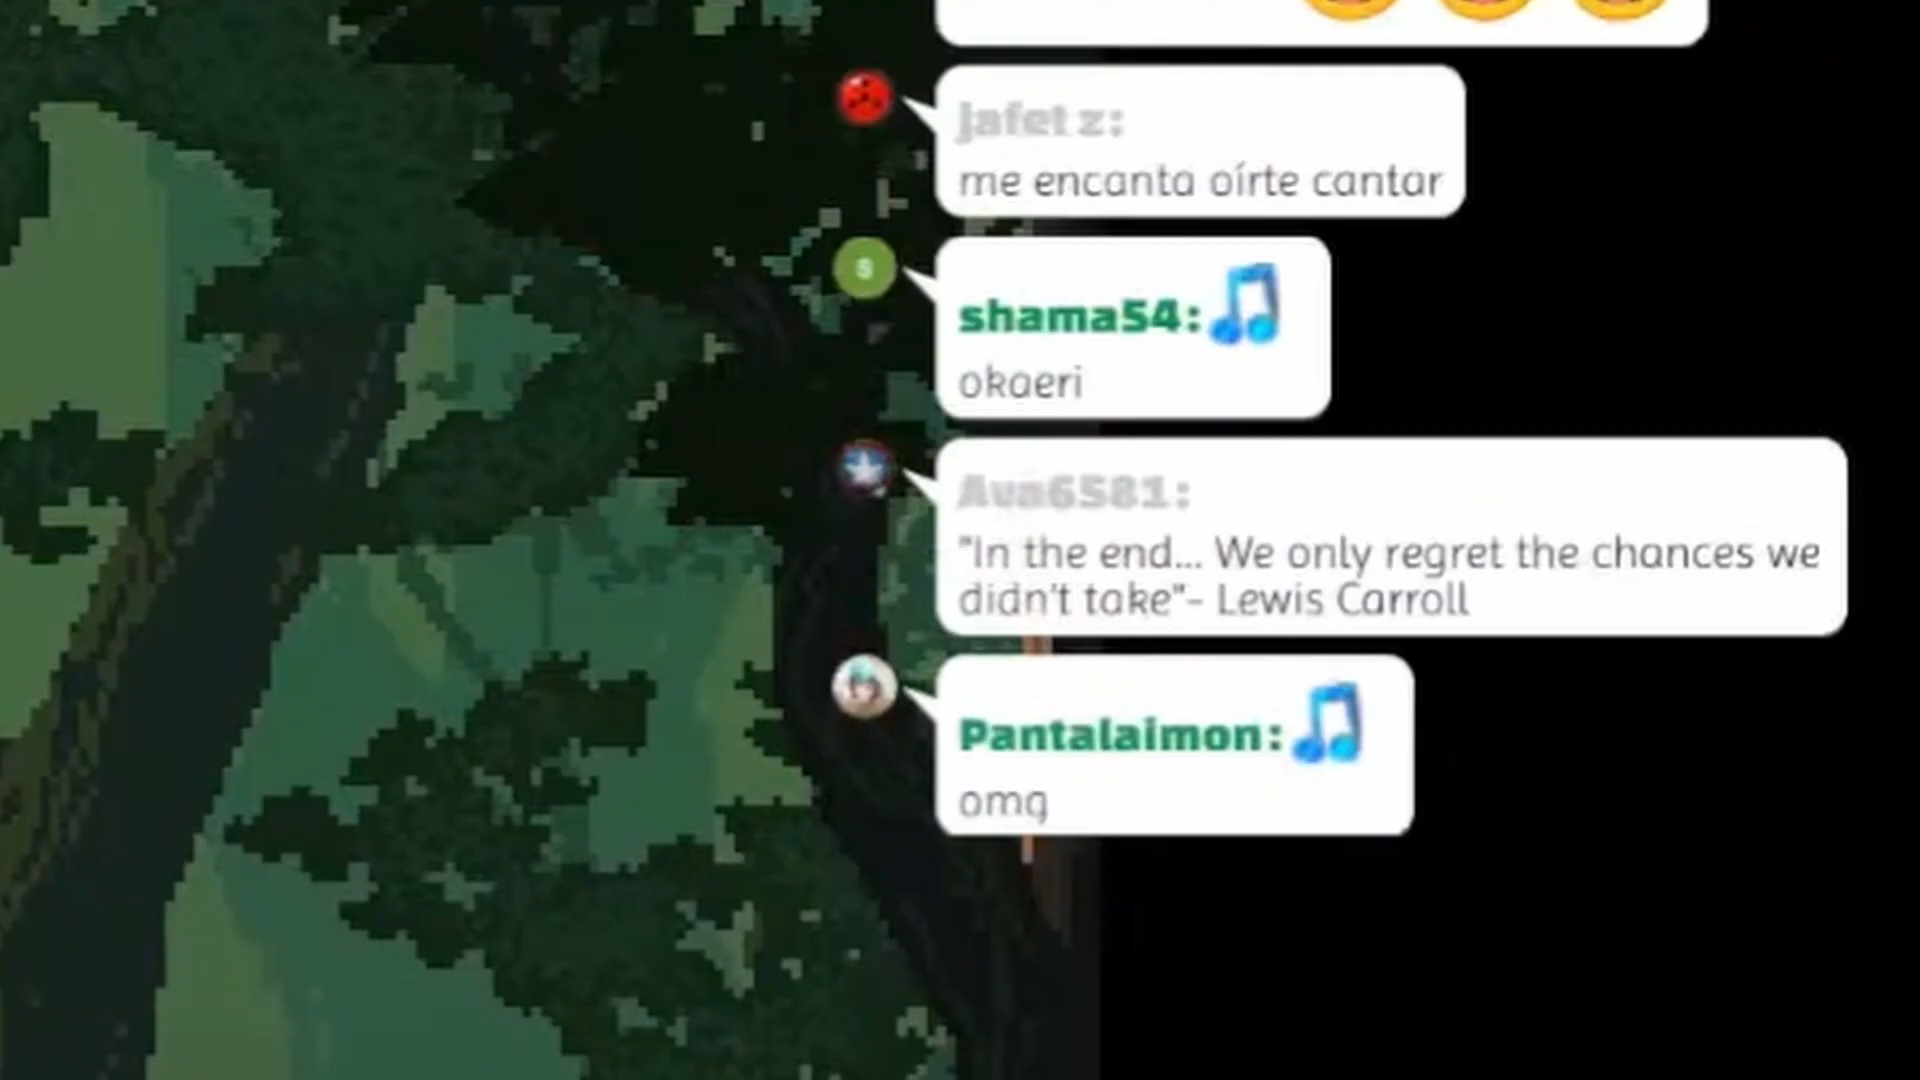 jafet z:
me encanta oírte cantar
S
shama54:
okaeri
"In the end... We only regret the chances we
didn't take"- Lewis Carroll
Pantalaimon:
omg